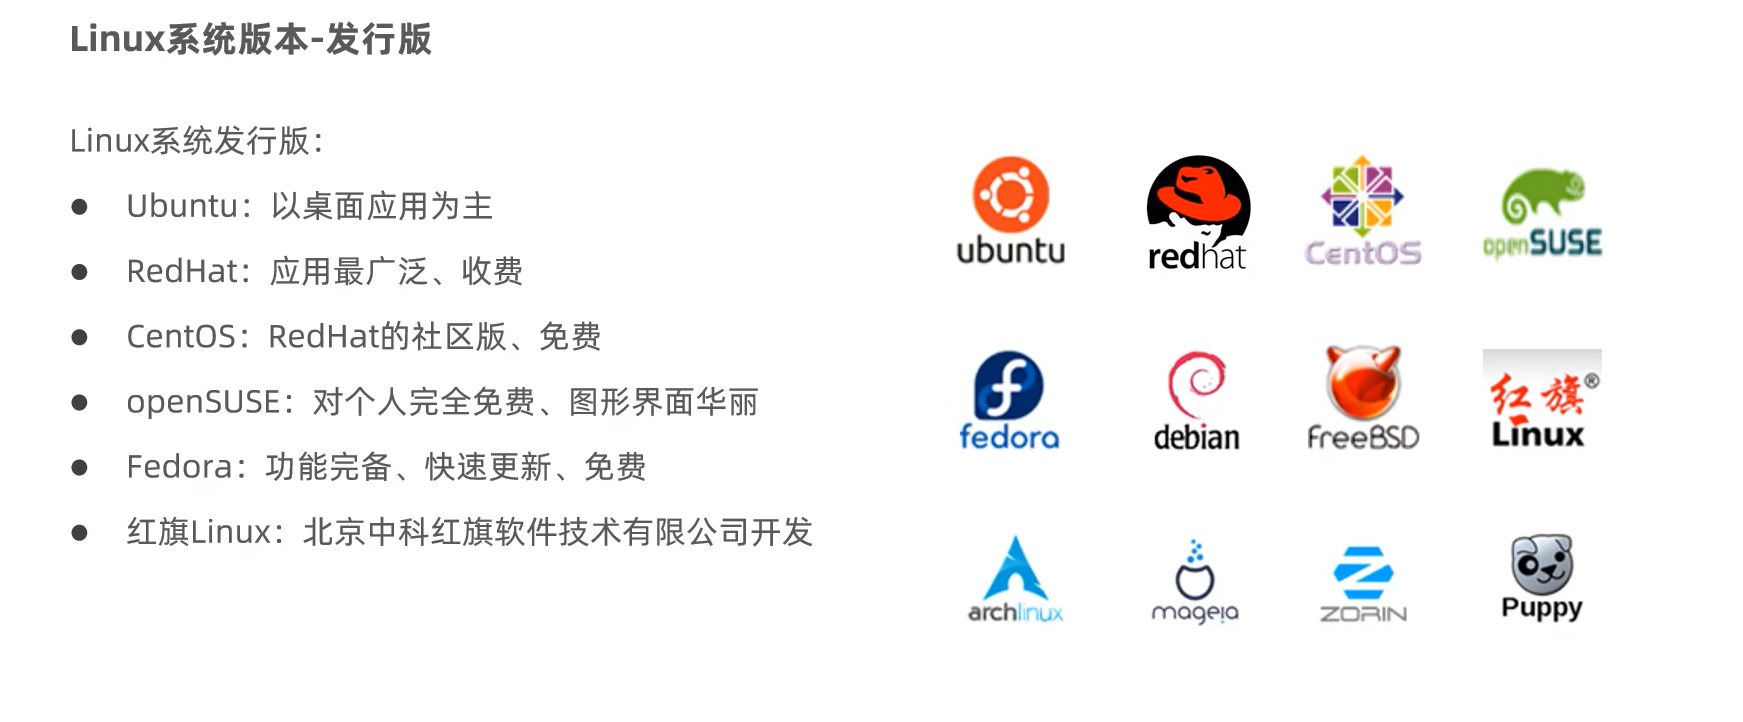 Linux系统版本-发行版
Linux系统发行版：
● Ubuntu：以桌面应用为主
● RedHat：应用最广泛、收费
● CentOS：RedHat的社区版、免费
● openSUSE：对个人完全免费、图形界面华丽
● Fedora：功能完备、快速更新、免费
● 红旗Linux：北京中科红旗软件技术有限公司开发
ubuntu redhat CentOS openSUSE
fedora debian FreeBSD 红旗® Linux
archlinux mageia ZORIN Puppy